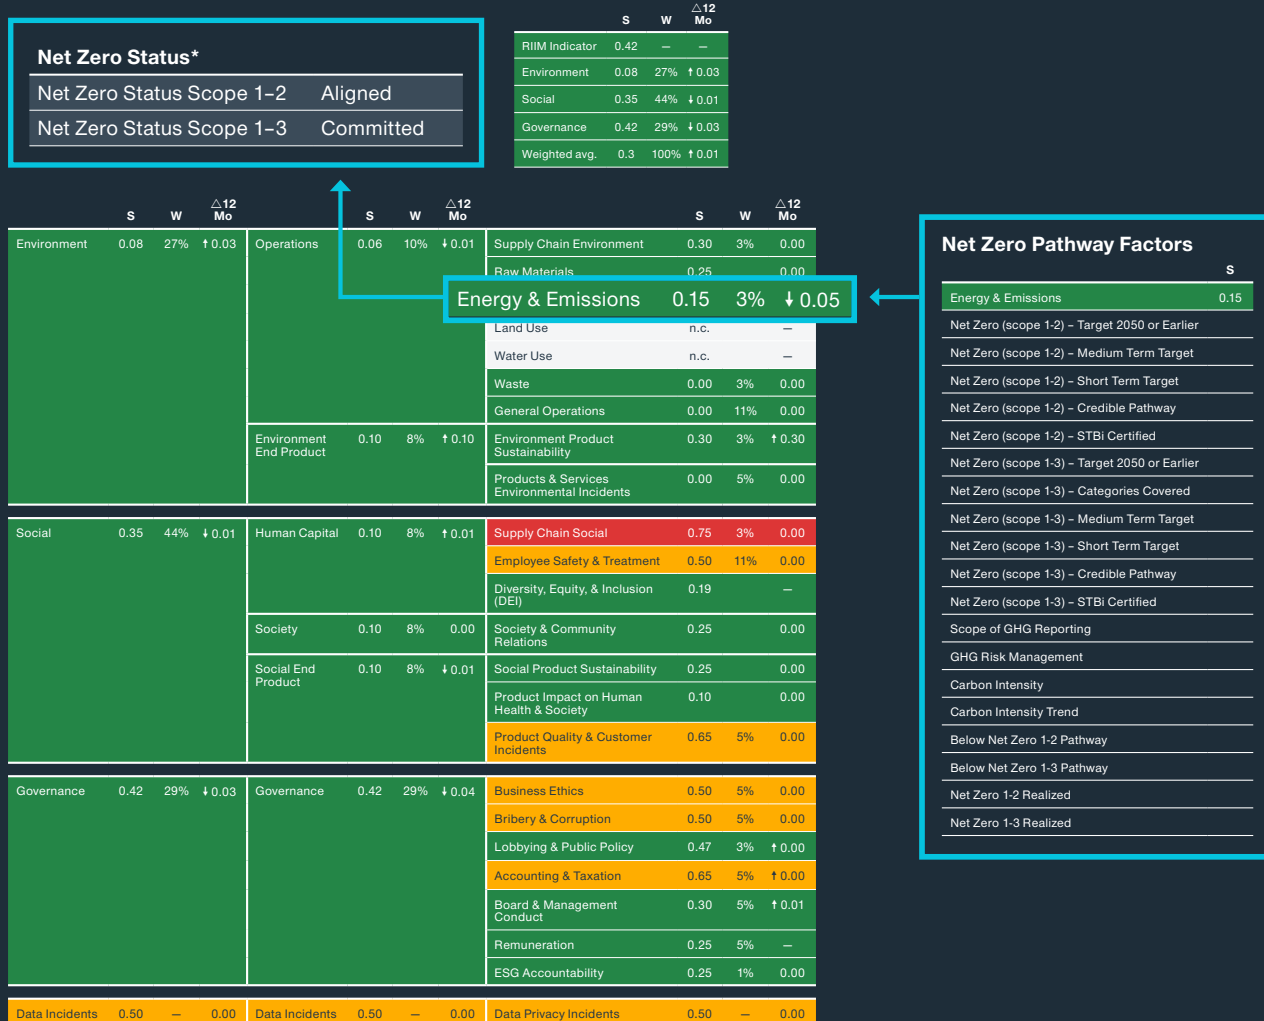 Net Zero Status*
Net Zero Status Scope 1–2 Aligned
Net Zero Status Scope 1–3 Committed
S W △12 Mo
RIIM Indicator 0.42 – –
Environment 0.08 27% ↑ 0.03
Social 0.35 44% ↓ 0.01
Governance 0.42 29% ↓ 0.03
Weighted avg. 0.3 100% ↑ 0.01
S W △12 Mo S W △12 Mo S W △12 Mo
Environment 0.08 27% ↑ 0.03 Operations 0.06 10% ↓ 0.01 Supply Chain Environment 0.30 3% 0.00
Raw Materials 0.25 0.00
Energy & Emissions 0.15 3% ↓ 0.05
Land Use n.c. –
Water Use n.c. –
Waste 0.00 3% 0.00
General Operations 0.00 11% 0.00
Environment End Product 0.10 8% ↑ 0.10 Environment Product Sustainability 0.30 3% ↑ 0.30
Products & Services Environmental Incidents 0.00 5% 0.00
Social 0.35 44% ↓ 0.01 Human Capital 0.10 8% ↑ 0.01 Supply Chain Social 0.75 3% 0.00
Employee Safety & Treatment 0.50 11% 0.00
Diversity, Equity, & Inclusion (DEI) 0.19 –
Society 0.10 8% 0.00 Society & Community Relations 0.25 0.00
Social End Product 0.10 8% ↓ 0.01 Social Product Sustainability 0.25 0.00
Product Impact on Human Health & Society 0.10 0.00
Product Quality & Customer Incidents 0.65 5% 0.00
Governance 0.42 29% ↓ 0.03 Governance 0.42 29% ↓ 0.04 Business Ethics 0.50 5% 0.00
Bribery & Corruption 0.50 5% 0.00
Lobbying & Public Policy 0.47 3% ↑ 0.00
Accounting & Taxation 0.65 5% ↑ 0.00
Board & Management Conduct 0.30 5% ↑ 0.01
Remuneration 0.25 5% –
ESG Accountability 0.25 1% 0.00
Data Incidents 0.50 – 0.00 Data Incidents 0.50 – 0.00 Data Privacy Incidents 0.50 – 0.00
Net Zero Pathway Factors
S
Energy & Emissions 0.15
Net Zero (scope 1-2) – Target 2050 or Earlier
Net Zero (scope 1-2) – Medium Term Target
Net Zero (scope 1-2) – Short Term Target
Net Zero (scope 1-2) – Credible Pathway
Net Zero (scope 1-2) – STBi Certified
Net Zero (scope 1-3) – Target 2050 or Earlier
Net Zero (scope 1-3) – Categories Covered
Net Zero (scope 1-3) – Medium Term Target
Net Zero (scope 1-3) – Short Term Target
Net Zero (scope 1-3) – Credible Pathway
Net Zero (scope 1-3) – STBi Certified
Scope of GHG Reporting
GHG Risk Management
Carbon Intensity
Carbon Intensity Trend
Below Net Zero 1-2 Pathway
Below Net Zero 1-3 Pathway
Net Zero 1-2 Realized
Net Zero 1-3 Realized